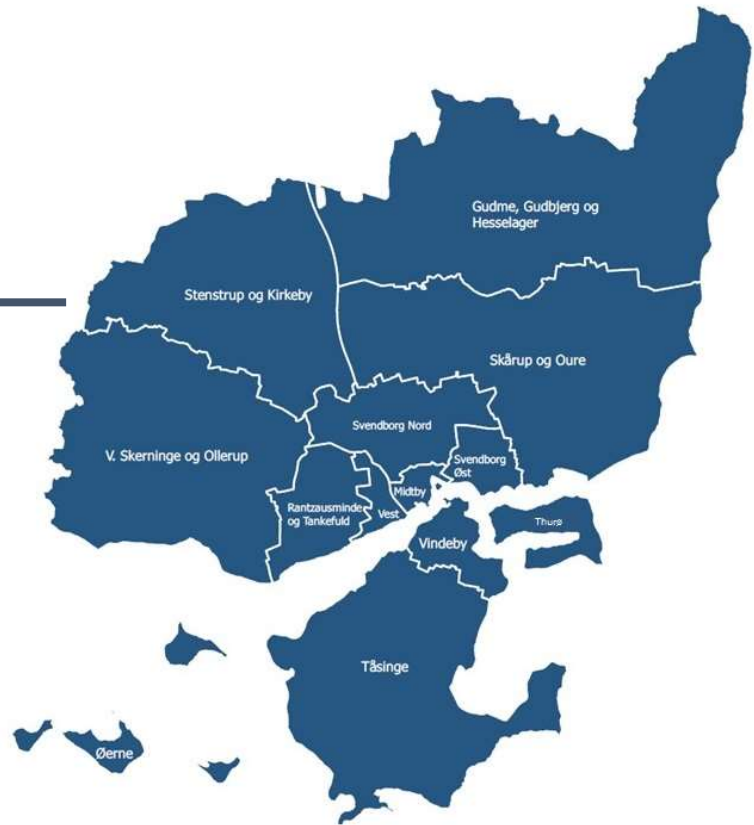 Gudme, Gudbjerg og
Hesselager
Stenstrup og Kirkeby
Skårup og Oure
Svendborg Nord
V. Skerninge og Ollerup
Svendborg
Øst
Midtby
Rantzausminde
og Tankefuld
Vest
Thurø
Vindeby
Tåsinge
Øerne